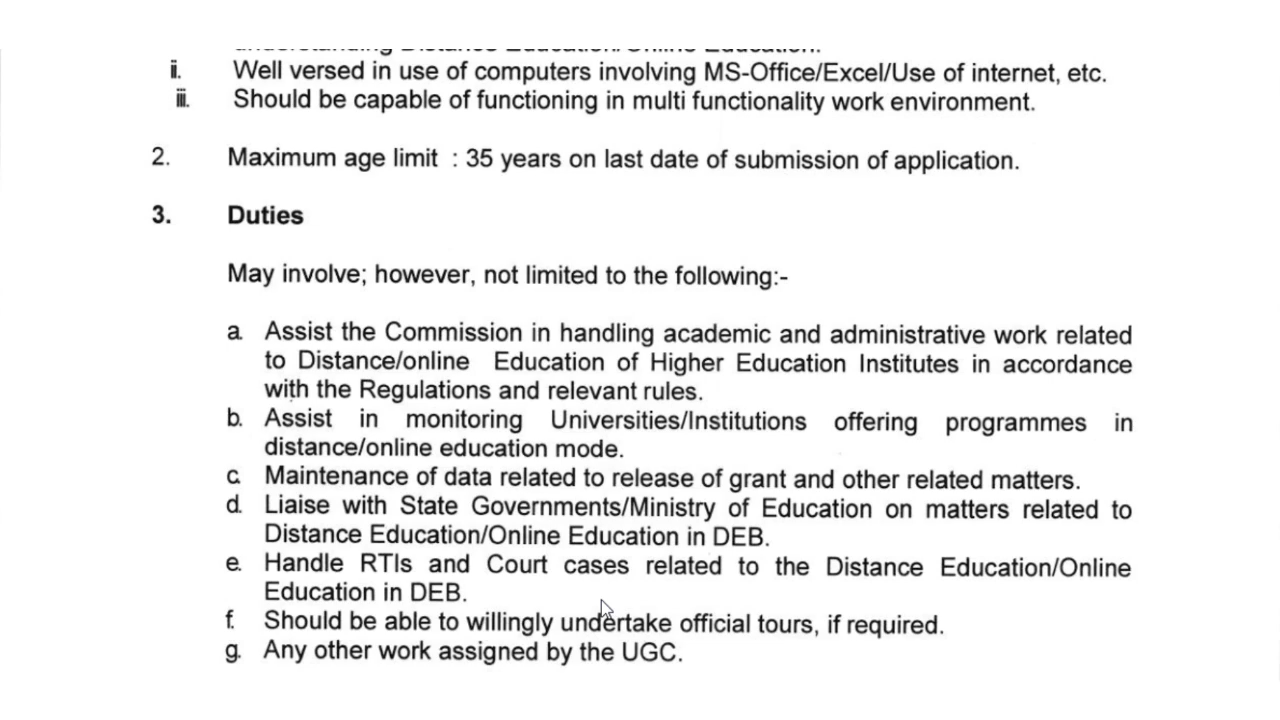 understanding Distance Education/Online Education.
ii. Well versed in use of computers involving MS-Office/Excel/Use of internet, etc.
iii. Should be capable of functioning in multi functionality work environment.
2. Maximum age limit : 35 years on last date of submission of application.
3. Duties
May involve; however, not limited to the following:-
a. Assist the Commission in handling academic and administrative work related
to Distance/online Education of Higher Education Institutes in accordance
with the Regulations and relevant rules.
b. Assist in monitoring Universities/Institutions offering programmes in
distance/online education mode.
c. Maintenance of data related to release of grant and other related matters.
d. Liaise with State Governments/Ministry of Education on matters related to
Distance Education/Online Education in DEB.
e. Handle RTIs and Court cases related to the Distance Education/Online
Education in DEB.
f. Should be able to willingly undertake official tours, if required.
g. Any other work assigned by the UGC.